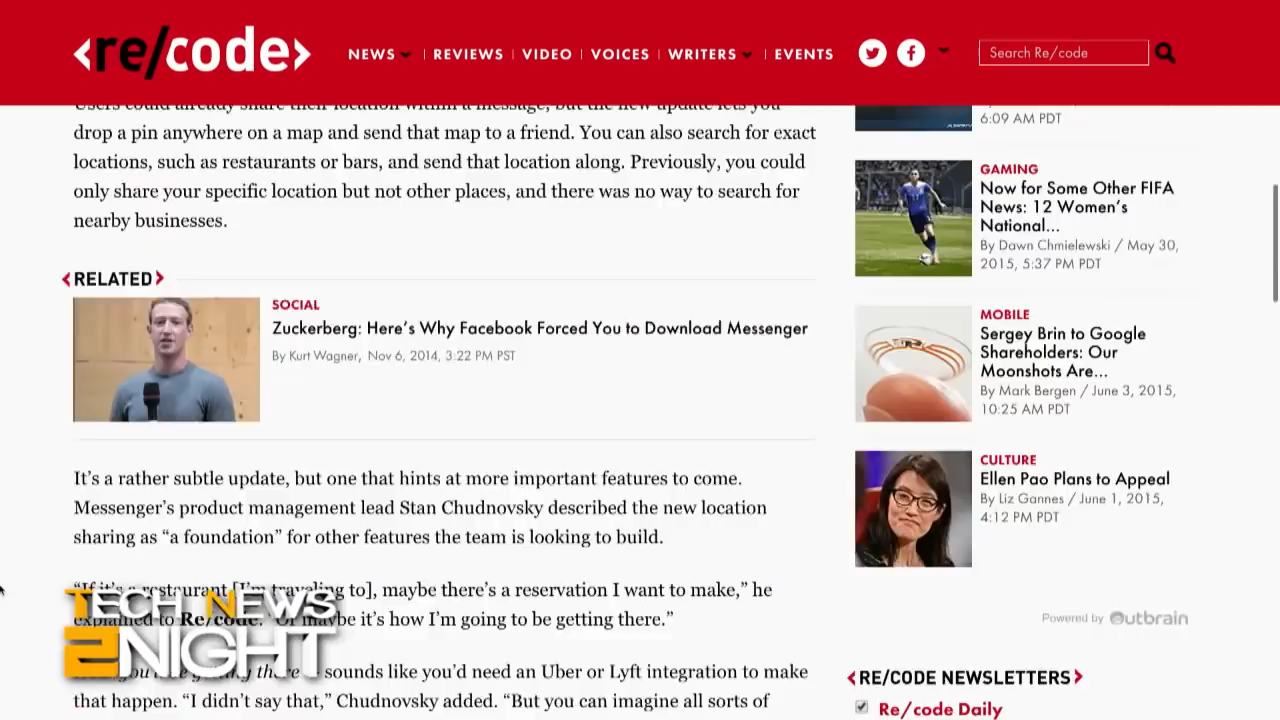 <re/code>
NEWS
REVIEWS
VIDEO
VOICES
WRITERS
EVENTS
Search Re/code
Users could already share their location within a message, but the new update lets you
drop a pin anywhere on a map and send that map to a friend. You can also search for exact
locations, such as restaurants or bars, and send that location along. Previously, you could
only share your specific location but not other places, and there was no way to search for
nearby businesses.
<RELATED>
SOCIAL
Zuckerberg: Here's Why Facebook Forced You to Download Messenger
By Kurt Wagner, Nov 6, 2014, 3:22 PM PST
It's a rather subtle update, but one that hints at more important features to come.
Messenger's product management lead Stan Chudnovsky described the new location
sharing as “a foundation” for other features the team is looking to build.
“If it's a restaurant [I'm traveling to], maybe there's a reservation I want to make,” he
explained to Re/code. “Or maybe it's how I'm going to be getting there.”
you getting there sounds like you'd need an Uber or Lyft integration to make
that happen. “I didn't say that,” Chudnovsky added. “But you can imagine all sorts of
TECH NEWS
2NIGHT
6:09 AM PDT
GAMING
Now for Some Other FIFA
News: 12 Women's
National...
By Dawn Chmielewski / May 30,
2015, 5:37 PM PDT
MOBILE
Sergey Brin to Google
Shareholders: Our
Moonshots Are...
By Mark Bergen / June 3, 2015,
10:25 AM PDT
CULTURE
Ellen Pao Plans to Appeal
By Liz Gannes / June 1, 2015,
4:12 PM PDT
Powered by Outbrain
<RE/CODE NEWSLETTERS>
Re/code Daily